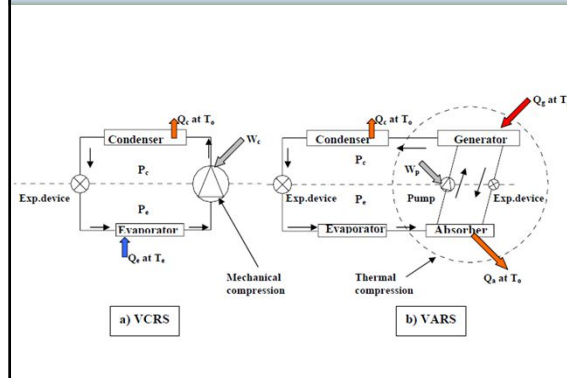 Qc at To
Condenser
Wc
Pc
Exp.device
Pe
Evaporator
Qe at Te
Mechanical
compression
a) VCRS
Qc at To
Qg at T
Condenser
Generator
Pc
Wp
Exp.device
Pe
Pump
Exp.device
Evaporator
Absorber
Qa at To
Thermal
compression
b) VARS